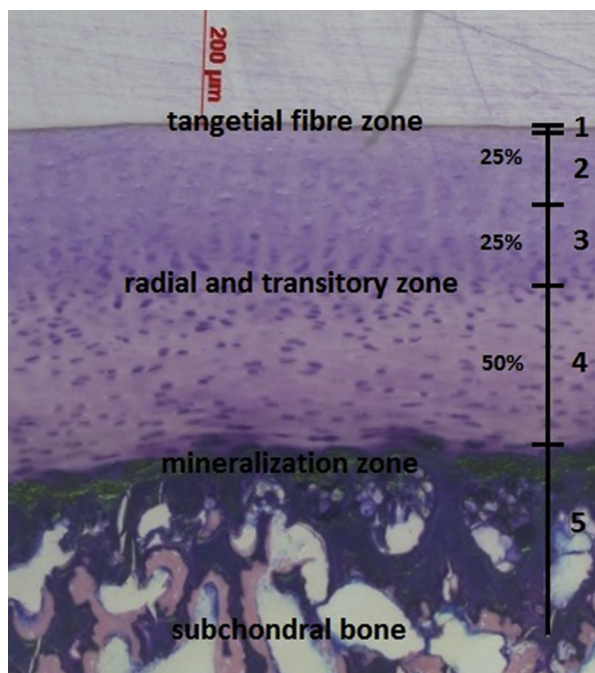 200 µm
tangetial fibre zone
1
25%
2
25%
3
radial and transitory zone
50%
4
mineralization zone
5
subchondral bone